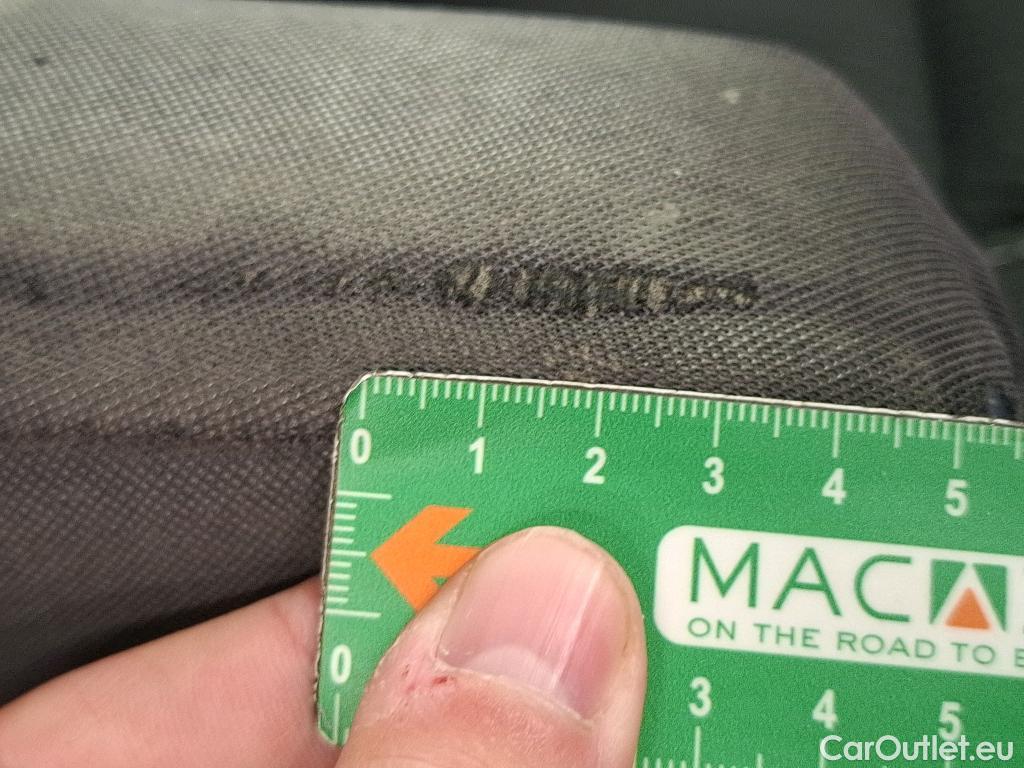 0 1 2 3 4 5
MAC
ON THE ROAD TO
0 3 4 5
CarOutlet.eu